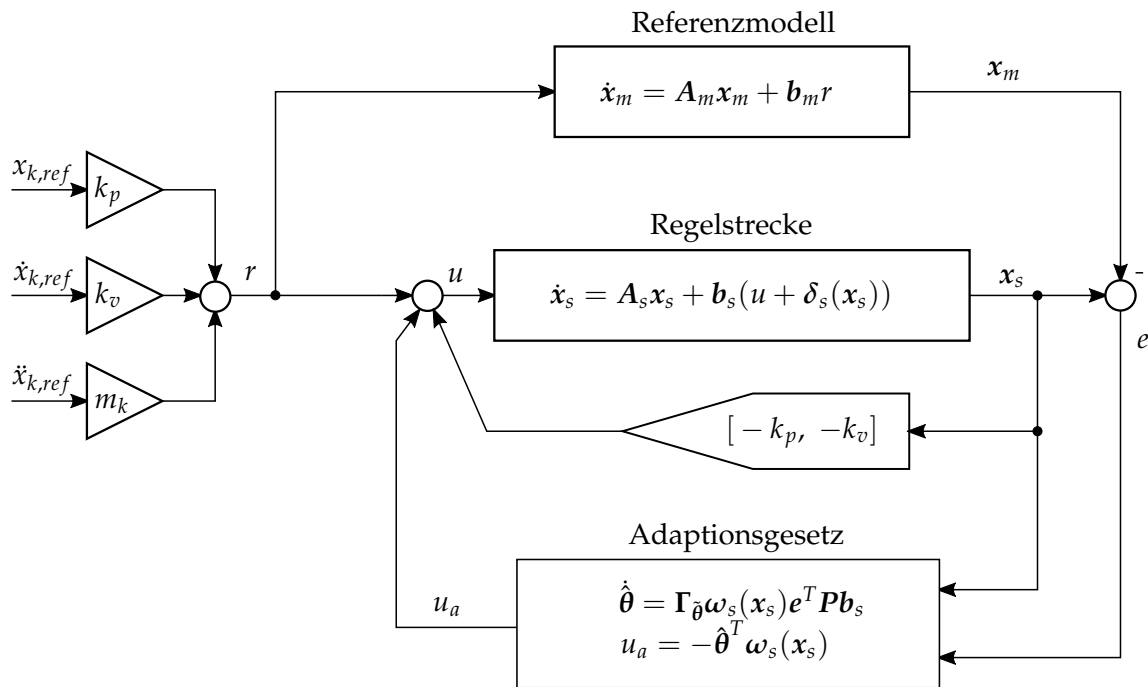 Referenzmodell
ẋ_m = A_m x_m + b_m r
x_m
x_{k,ref}
k_p
Regelstrecke
ẋ_{k,ref}
k_v
r
u
ẋ_s = A_s x_s + b_s(u + δ_s(x_s))
x_s
-
e
ẍ_{k,ref}
m_k
[ − k_p, −k_v]
Adaptionsgesetz
u_a
θ̂̇ = Γ_θ̃ ω_s(x_s)e^T Pb_s
u_a = −θ̂^T ω_s(x_s)